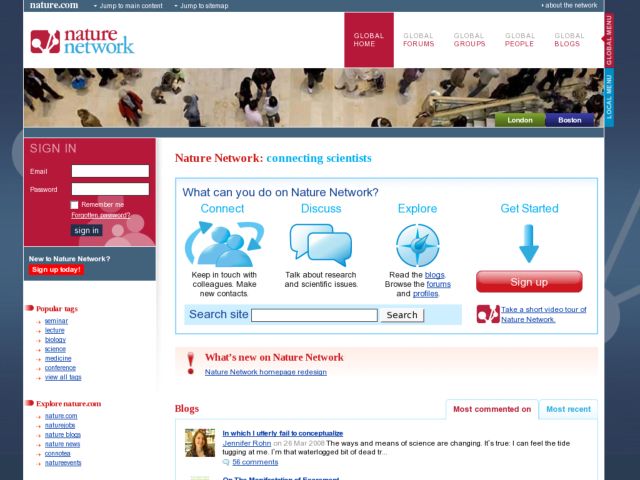 nature.com
Jump to main content
Jump to sitemap
about the network
nature
network
GLOBAL
HOME
GLOBAL
FORUMS
GLOBAL
GROUPS
GLOBAL
PEOPLE
GLOBAL
BLOGS
GLOBAL MENU
LOCAL MENU
London
Boston
SIGN IN
Email
Password
Remember me
Forgotten password?
sign in
New to Nature Network?
Sign up today!
Popular tags
seminar
lecture
biology
science
medicine
conference
view all tags
Explore nature.com
nature.com
naturejobs
nature blogs
nature news
connotea
natureevents
Nature Network: connecting scientists
What can you do on Nature Network?
Connect
Keep in touch with
colleagues. Make
new contacts.
Discuss
Talk about research
and scientific issues.
Explore
Read the blogs.
Browse the forums
and profiles.
Get Started
Sign up
Take a short video tour of
Nature Network.
Search site
Search
What's new on Nature Network
Nature Network homepage redesign
Blogs
Most commented on
Most recent
In which I utterly fail to conceptualize
Jennifer Rohn on 26 Mar 2008 The ways and means of science are changing. It's true: I can feel the tide
tugging at me. I'm that waterlogged bit of dead tr...
56 comments
On The Manifestation of